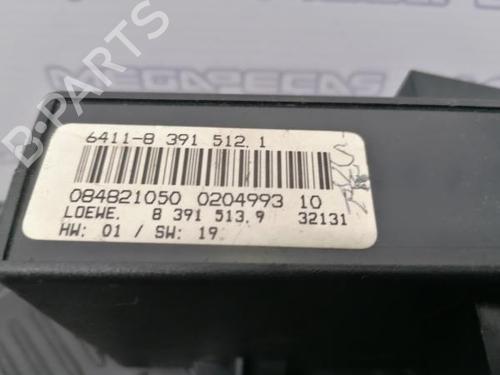 MEGAPECAS
6411-8 391 512.1
084821050 0204993 10
LOEWE. 8 391 513.9 32131
HW: 01 / SW: 19
B-PARTS